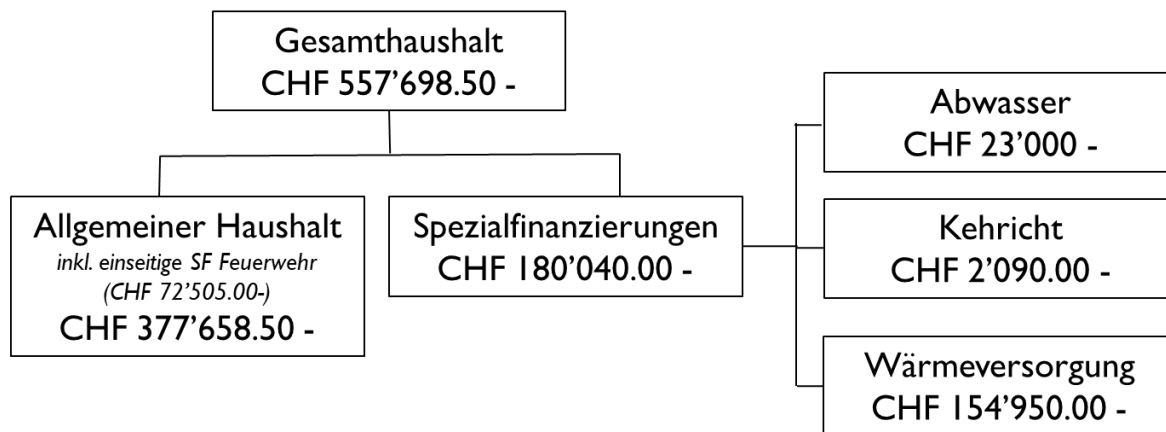 Gesamthaushalt
CHF 557’698.50 -
Allgemeiner Haushalt
inkl. einseitige SF Feuerwehr
(CHF 72’505.00-)
CHF 377’658.50 -
Spezialfinanzierungen
CHF 180’040.00 -
Abwasser
CHF 23’000 -
Kehricht
CHF 2’090.00 -
Wärmeversorgung
CHF 154’950.00 -